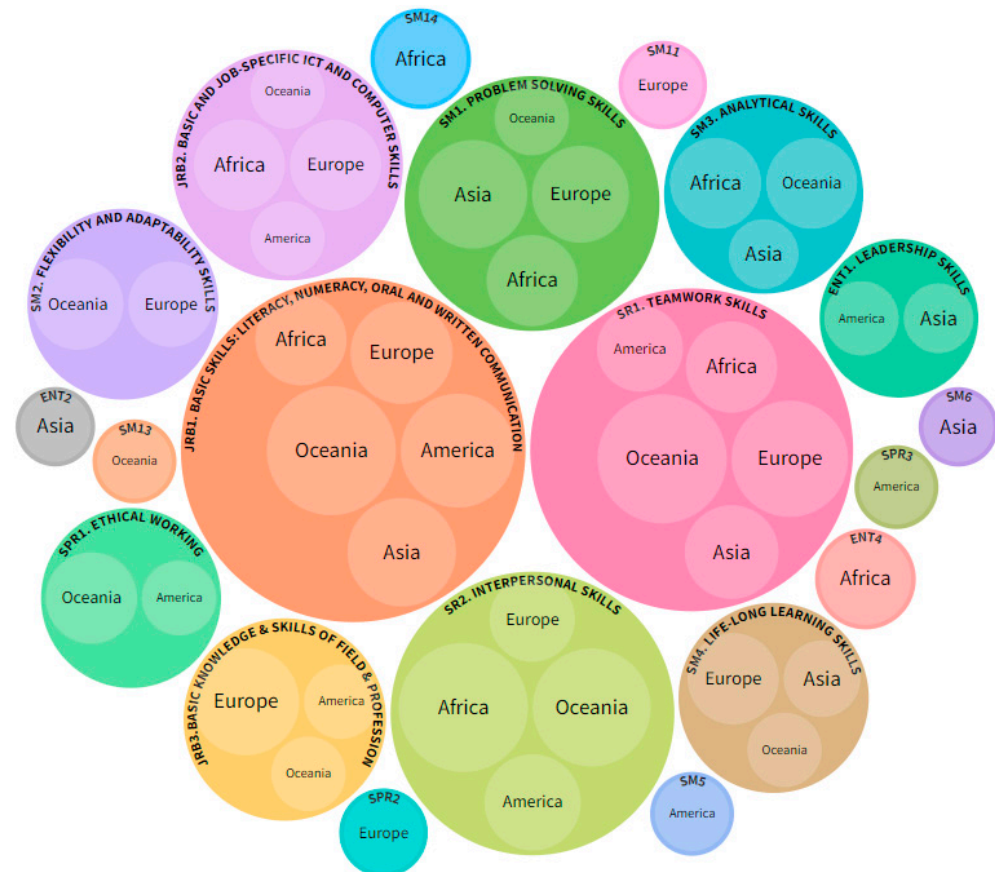 SM14
Africa
SM11
Europe
JRB2. BASIC AND JOB-SPECIFIC ICT AND COMPUTER SKILLS
Oceania
Africa
Europe
America
SM1. PROBLEM SOLVING SKILLS
Oceania
Asia
Europe
Africa
SM3. ANALYTICAL SKILLS
Africa
Oceania
Asia
SM2. FLEXIBILITY AND ADAPTABILITY SKILLS
Oceania
Europe
JRB1. BASIC SKILLS: LITERACY, NUMERACY, ORAL AND WRITTEN COMMUNICATION
Africa
Europe
Oceania
America
Asia
SR1. TEAMWORK SKILLS
America
Africa
Oceania
Europe
Asia
ENT1. LEADERSHIP SKILLS
America
Asia
ENT2
Asia
SM13
Oceania
SM6
Asia
SPR3
America
SPR1. ETHICAL WORKING
Oceania
America
ENT4
Africa
JRB3.BASIC KNOWLEDGE & SKILLS OF FIELD & PROFESSION
Europe
America
Oceania
SR2. INTERPERSONAL SKILLS
Europe
Africa
Oceania
America
SM4. LIFE-LONG LEARNING SKILLS
Europe
Asia
Oceania
SPR2
Europe
SM5
America